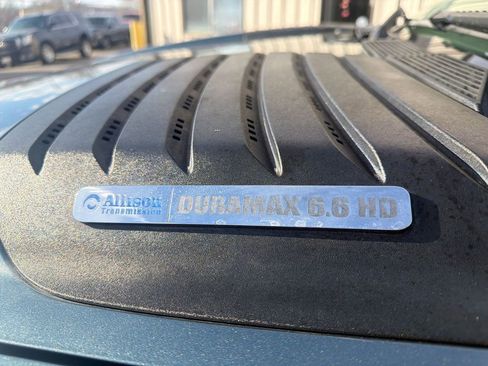 Allison DURAMAX 6.6 HD
Transmission